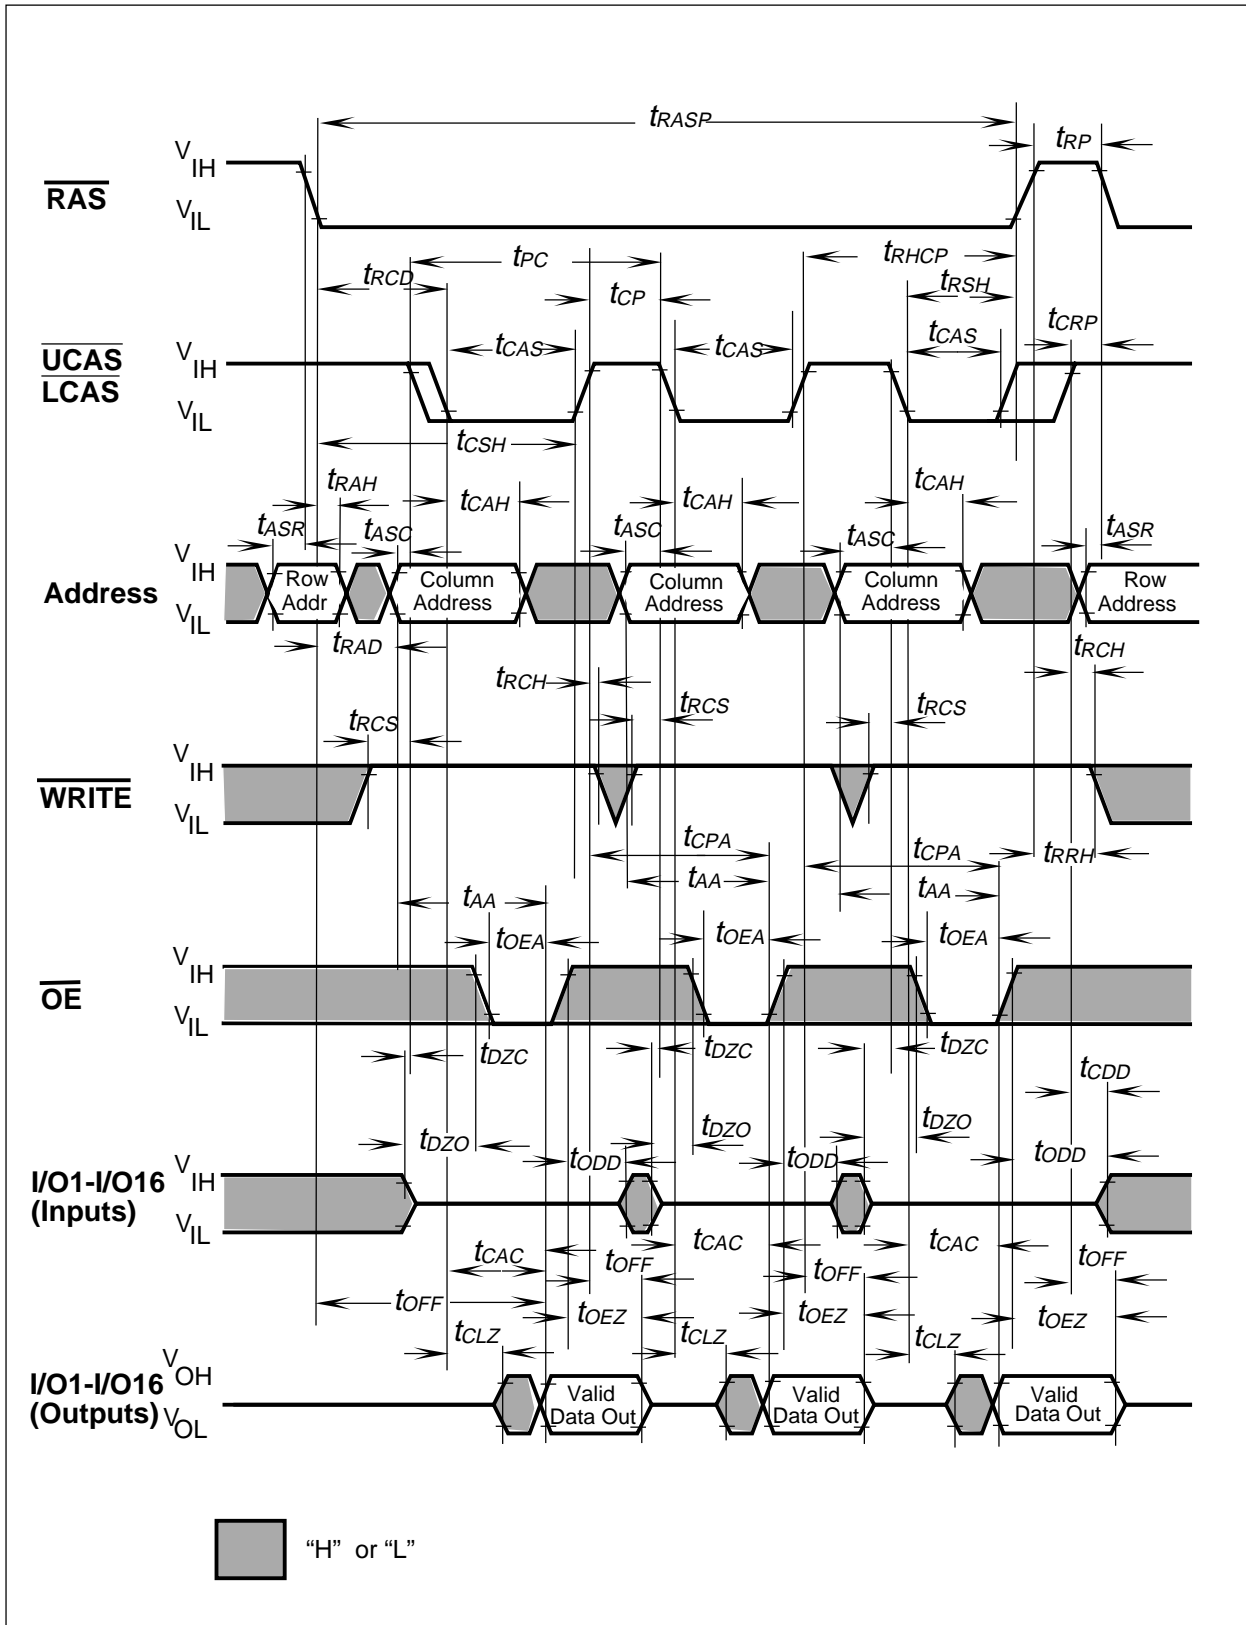 tRASP
tRP
RAS
VIH
VIL
tRCD
tPC
tCP
tRHCP
tRSH
tCRP
UCAS
LCAS
VIH
VIL
tCAS
tCAS
tCAS
tCSH
tRAH
tCAH
tCAH
tCAH
tASR
tASC
tASC
tASC
tASR
Address
VIH
VIL
Row
Addr
Column
Address
Column
Address
Column
Address
Row
Address
tRAD
tRCH
tRCH
tRCS
tRCS
tRCS
WRITE
VIH
VIL
tCPA
tCPA
tRRH
tAA
tAA
tAA
tOEA
tOEA
tOEA
OE
VIH
VIL
tDZC
tDZC
tDZC
tCDD
tDZO
tDZO
tDZO
tODD
tODD
tODD
I/O1-I/O16
(Inputs)
VIH
VIL
tCAC
tCAC
tCAC
tOFF
tOFF
tOFF
tOFF
tOEZ
tOEZ
tOEZ
tCLZ
tCLZ
tCLZ
I/O1-I/O16
(Outputs)
VOH
VOL
Valid
Data Out
Valid
Data Out
Valid
Data Out
“H” or “L”